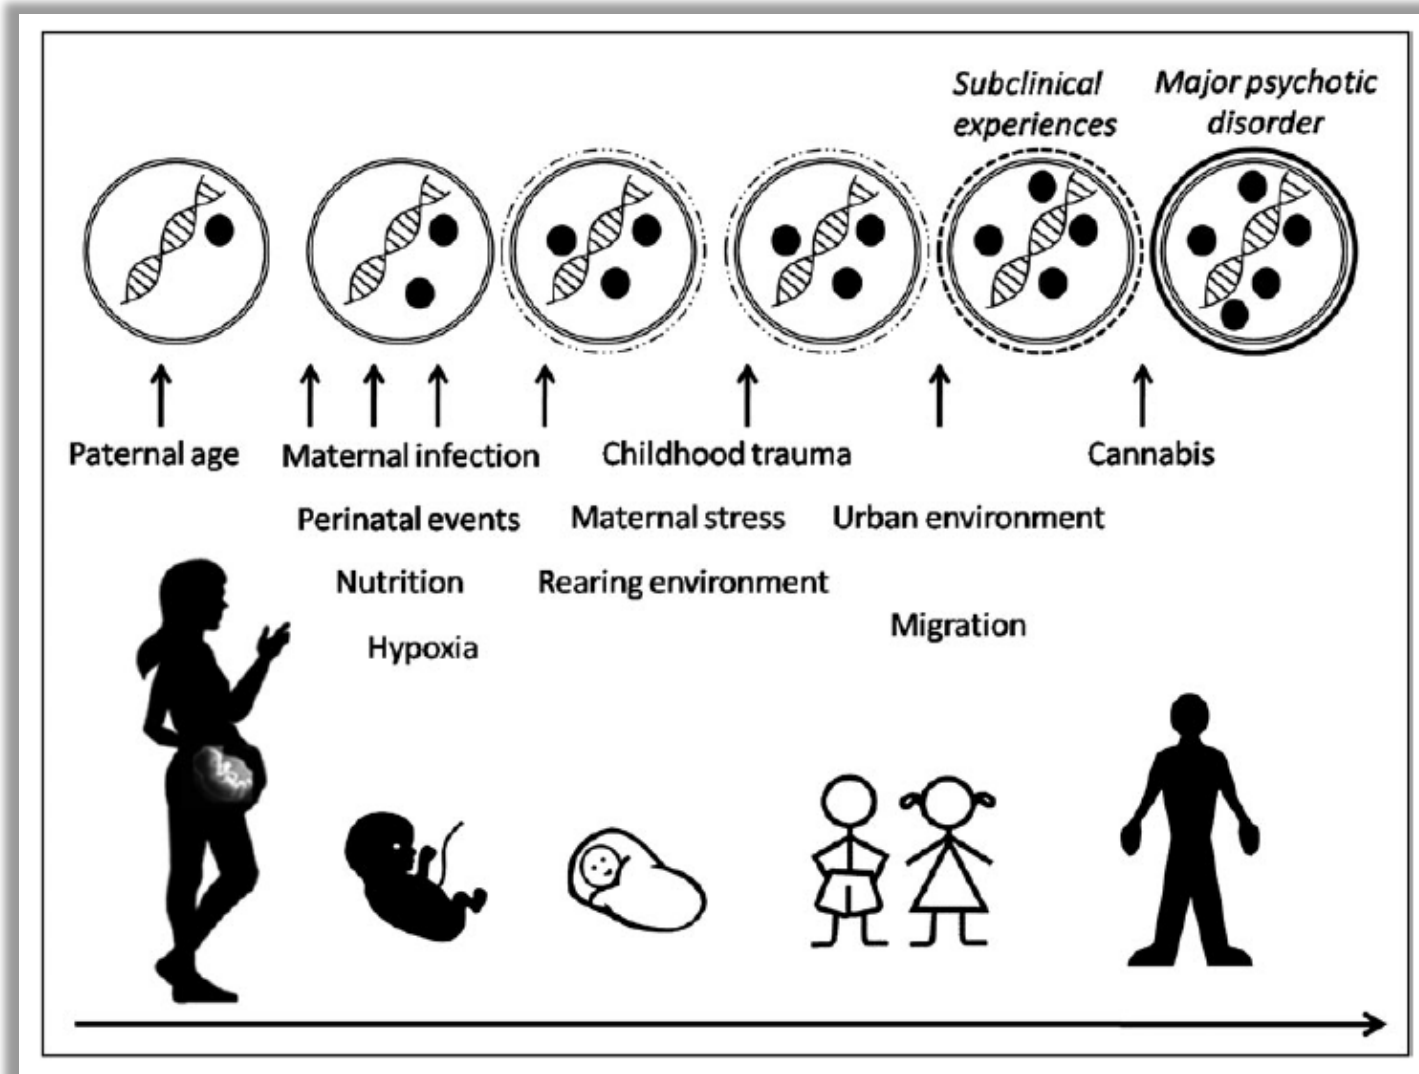 Subclinical
experiences
Major psychotic
disorder
Paternal age
Maternal infection
Childhood trauma
Cannabis
Perinatal events
Maternal stress
Urban environment
Nutrition
Rearing environment
Migration
Hypoxia